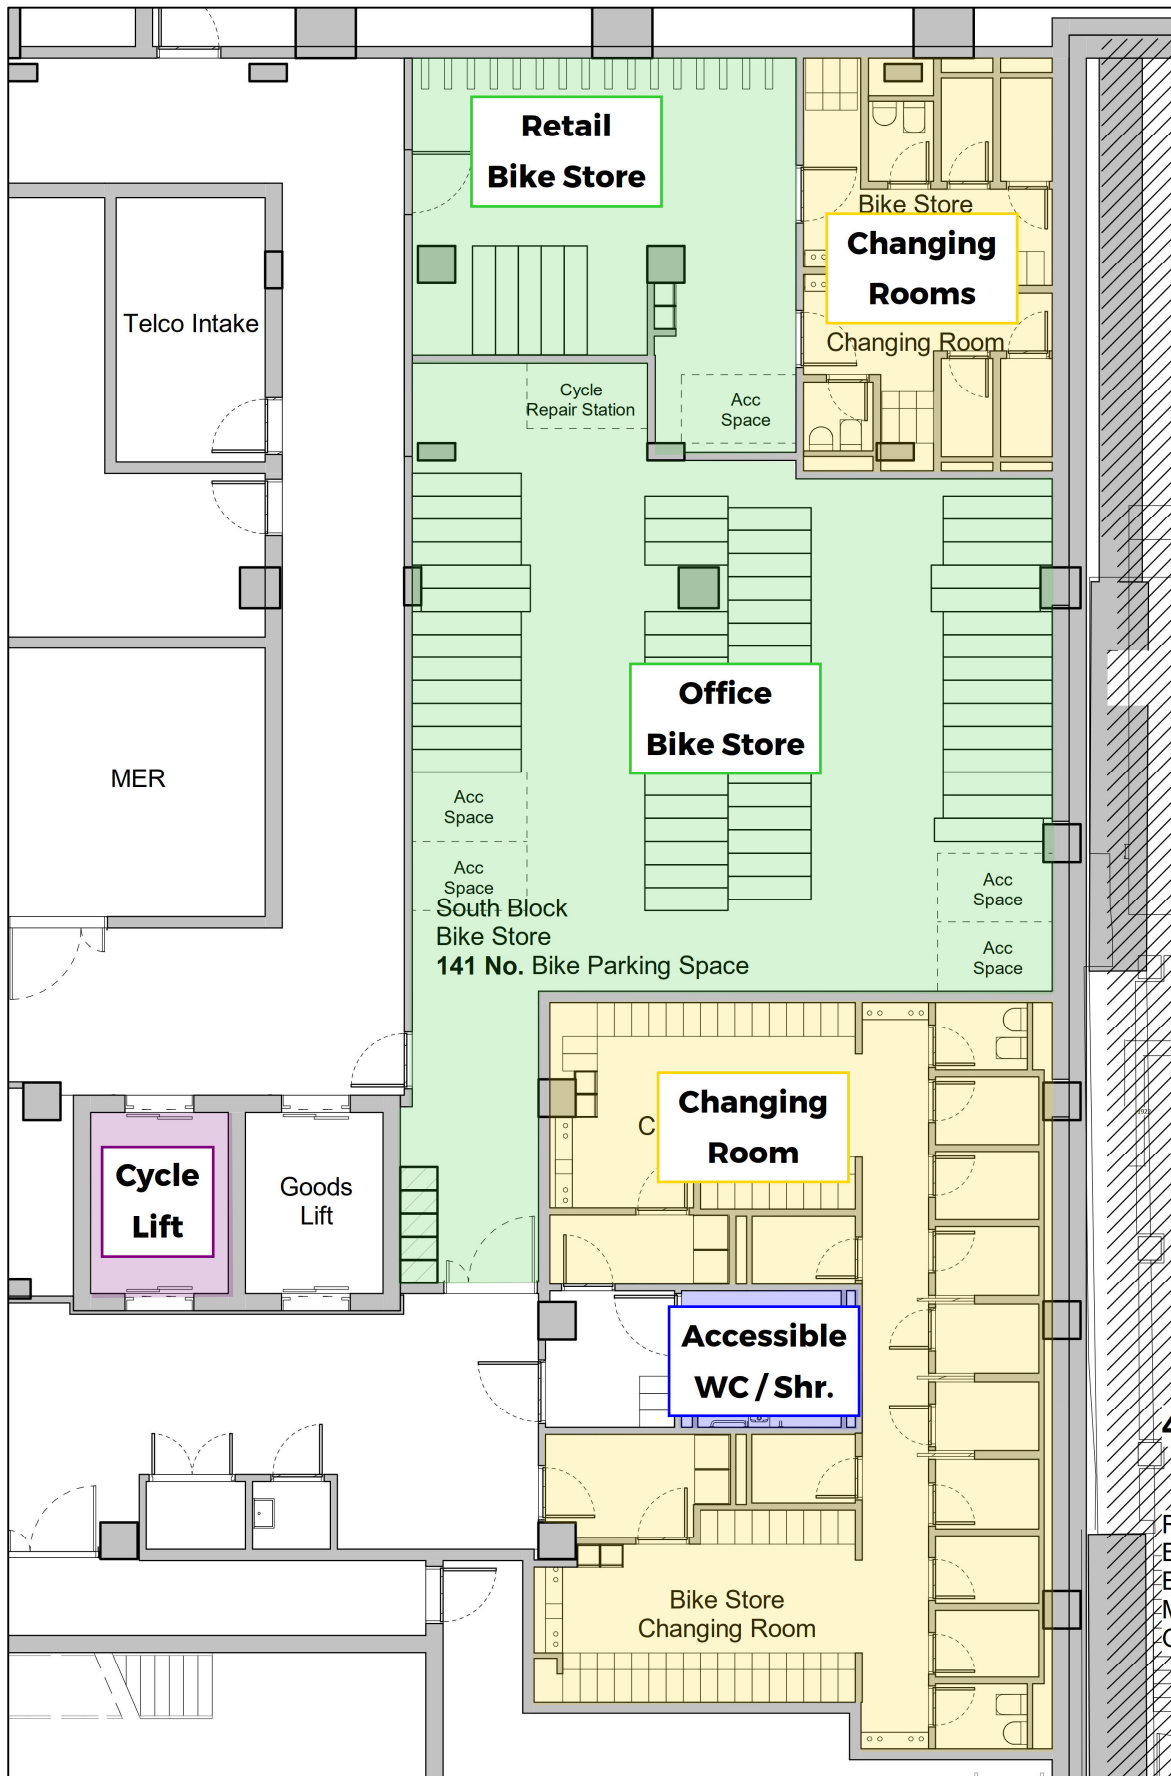 Retail
Bike Store
Bike Store
Changing
Rooms
Changing Room
Telco Intake
Cycle
Repair Station
Acc
Space
Office
Bike Store
MER
Acc
Space
Acc
Space
South Block
Bike Store
141 No. Bike Parking Space
Acc
Space
Acc
Space
Changing
Room
C
Cycle
Lift
Goods
Lift
Accessible
WC / Shr.
Bike Store
Changing Room
4
F
E
E
M
C